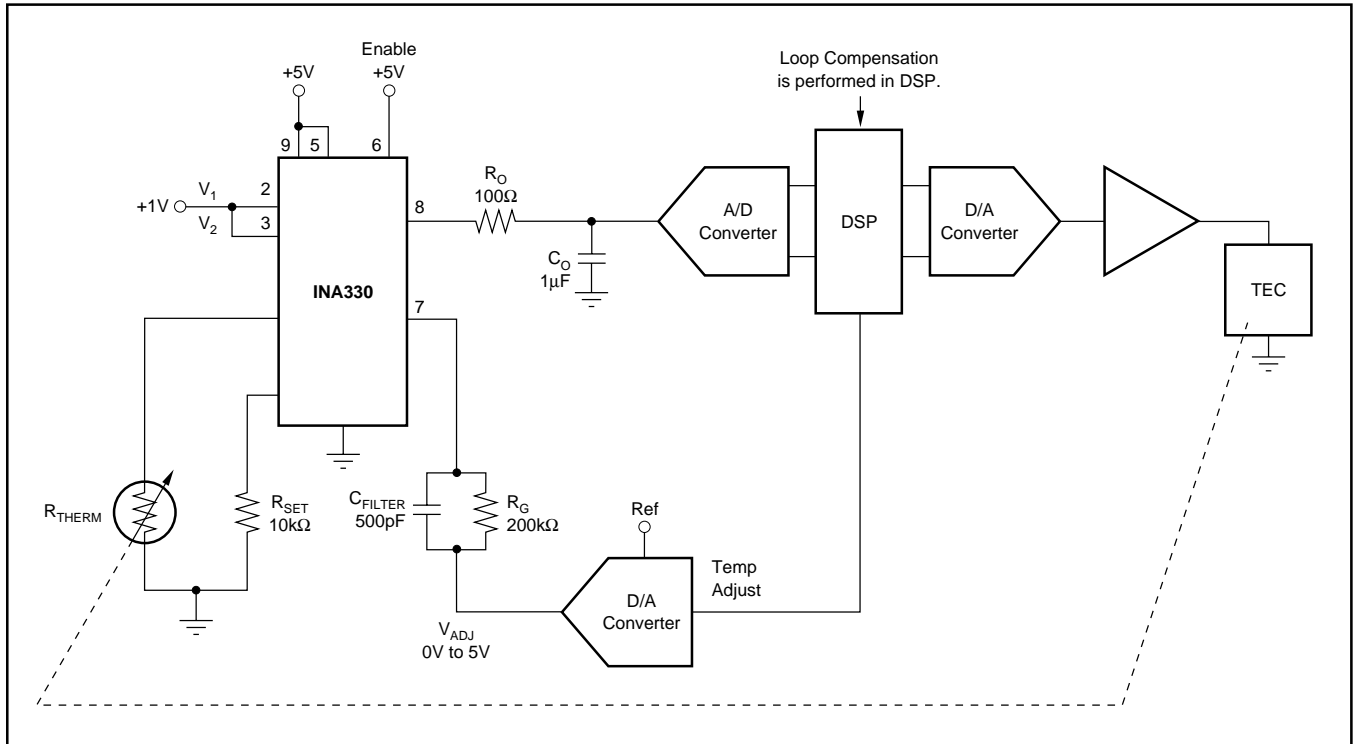 Enable
+5V
+5V
Loop Compensation
is performed in DSP.
9
5
6
V1
2
+1V
V2
3
8
RO
100Ω
A/D
Converter
DSP
D/A
Converter
CO
1µF
INA330
7
TEC
RTHERM
RSET
10kΩ
CFILTER
500pF
RG
200kΩ
Ref
Temp
Adjust
D/A
Converter
VADJ
0V to 5V